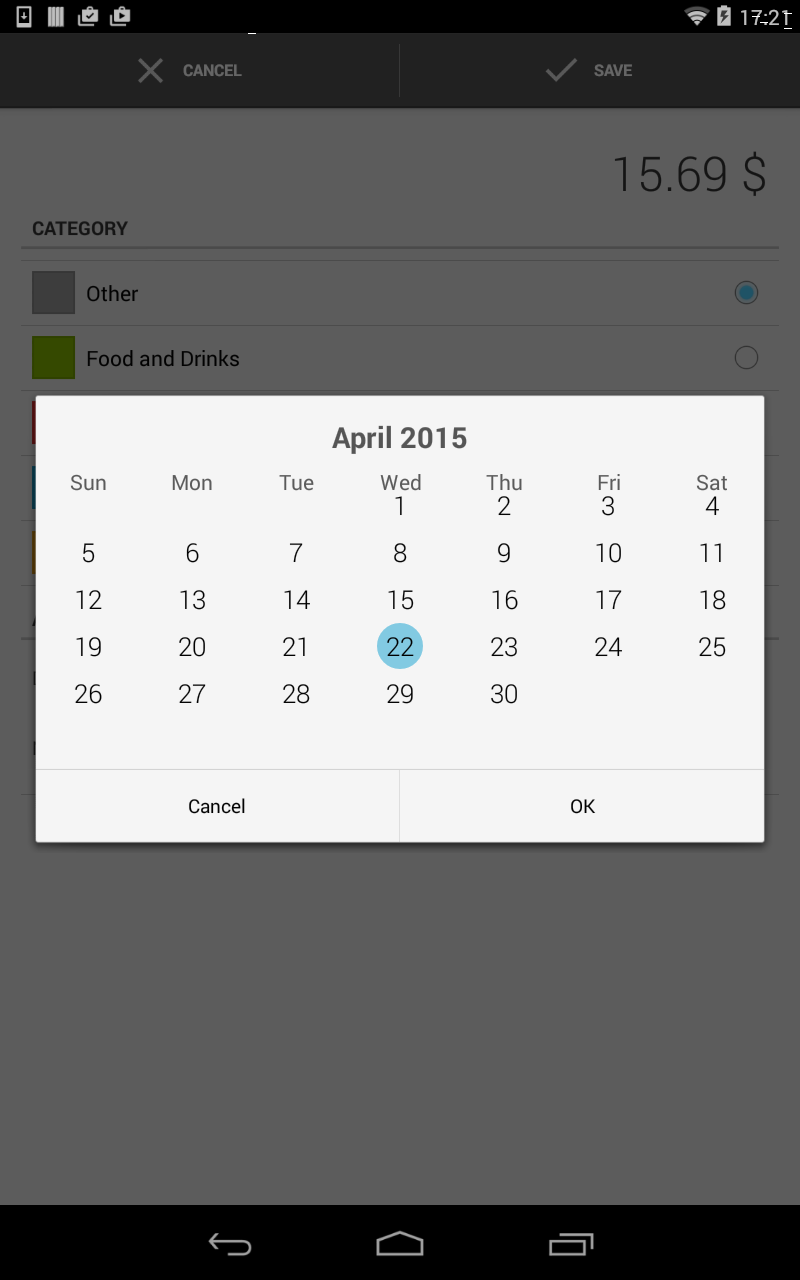 17:21
CANCEL SAVE
15.69 $
CATEGORY
Other
Food and Drinks
April 2015
Sun Mon Tue Wed Thu Fri Sat
1 2 3 4
5 6 7 8 9 10 11
12 13 14 15 16 17 18
19 20 21 22 23 24 25
26 27 28 29 30
Cancel OK